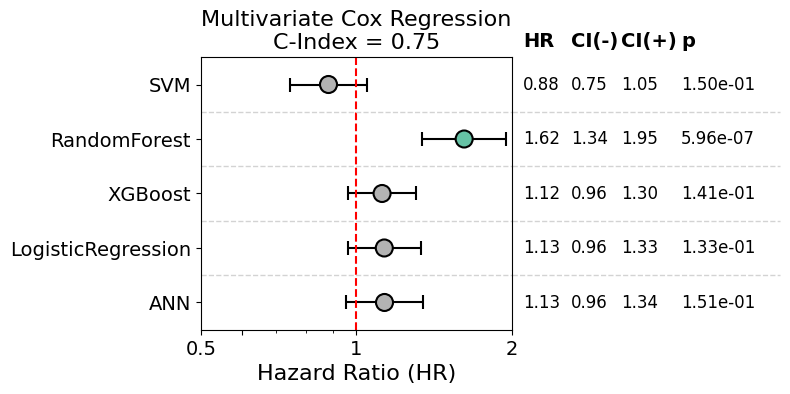 Multivariate Cox Regression
C-Index = 0.75
HR CI(-) CI(+) p
SVM 0.88 0.75 1.05 1.50e-01
RandomForest 1.62 1.34 1.95 5.96e-07
XGBoost 1.12 0.96 1.30 1.41e-01
LogisticRegression 1.13 0.96 1.33 1.33e-01
ANN 1.13 0.96 1.34 1.51e-01
0.5 1 2
Hazard Ratio (HR)